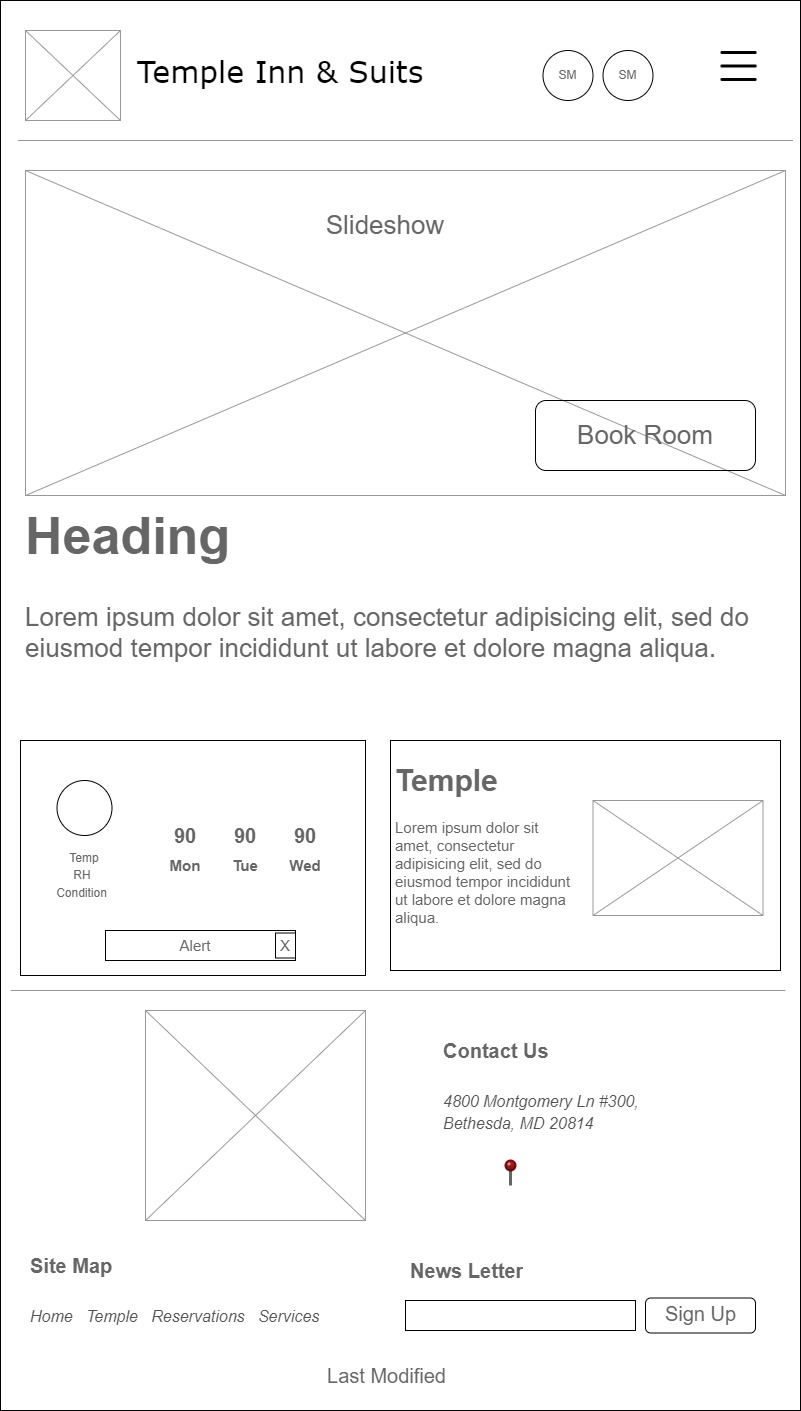 Temple Inn & Suits
SM SM
Slideshow
Book Room
Heading
Lorem ipsum dolor sit amet, consectetur adipisicing elit, sed do
eiusmod tempor incididunt ut labore et dolore magna aliqua.
Temp
RH
Condition
90 90 90
Mon Tue Wed
Alert X
Temple
Lorem ipsum dolor sit
amet, consectetur
adipisicing elit, sed do
eiusmod tempor incididunt
ut labore et dolore magna
aliqua.
Contact Us
4800 Montgomery Ln #300,
Bethesda, MD 20814
Site Map
Home Temple Reservations Services
News Letter
Sign Up
Last Modified